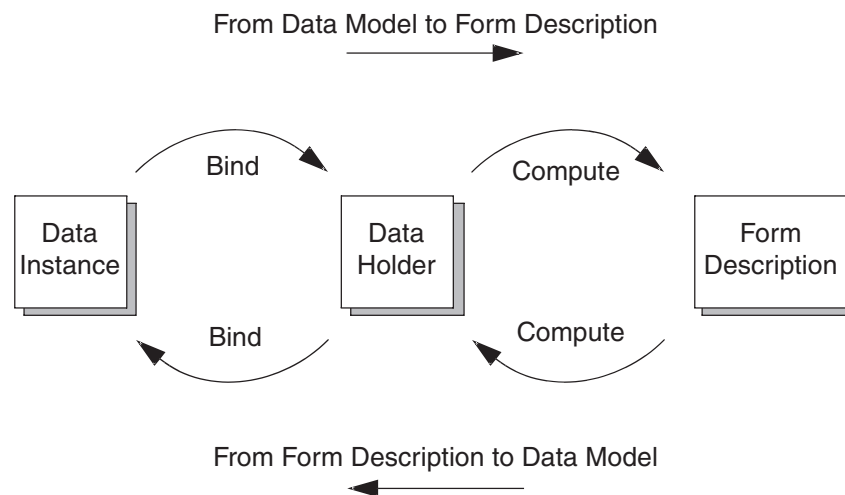 From Data Model to Form Description
Bind
Compute
Data
Instance
Data
Holder
Form
Description
Bind
Compute
From Form Description to Data Model